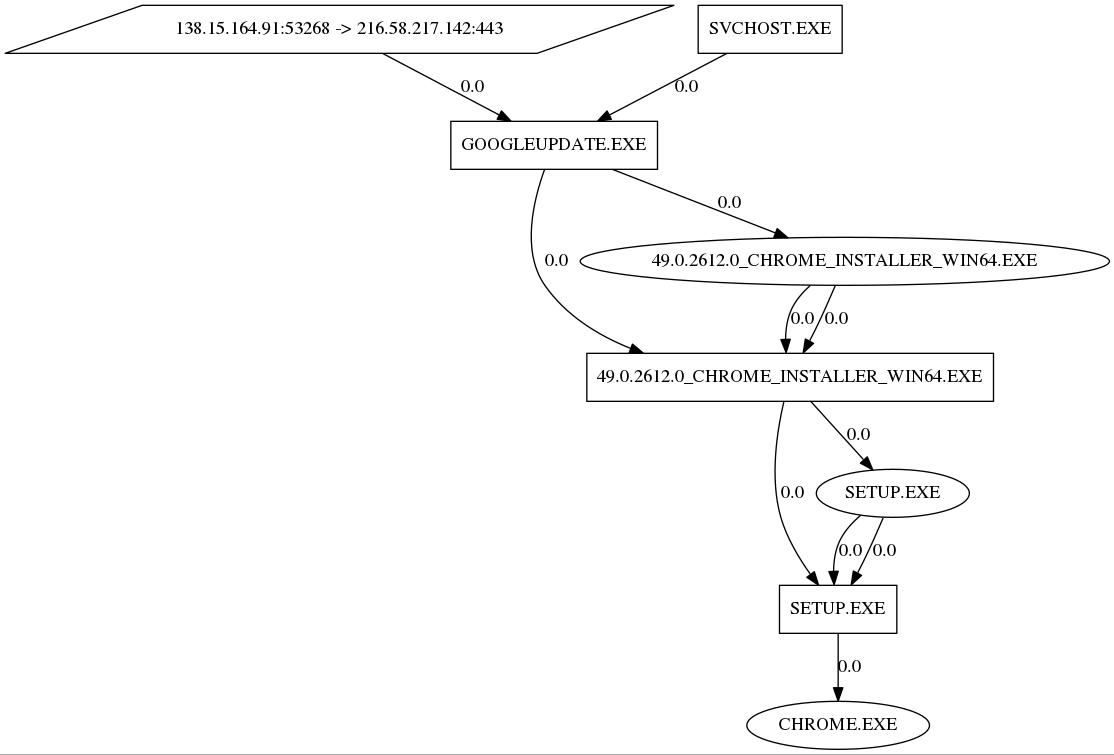 138.15.164.91:53268 -> 216.58.217.142:443
SVCHOST.EXE
0.0
0.0
GOOGLEUPDATE.EXE
0.0
0.0
49.0.2612.0_CHROME_INSTALLER_WIN64.EXE
0.0
0.0
49.0.2612.0_CHROME_INSTALLER_WIN64.EXE
0.0
0.0
SETUP.EXE
0.0
0.0
SETUP.EXE
0.0
CHROME.EXE